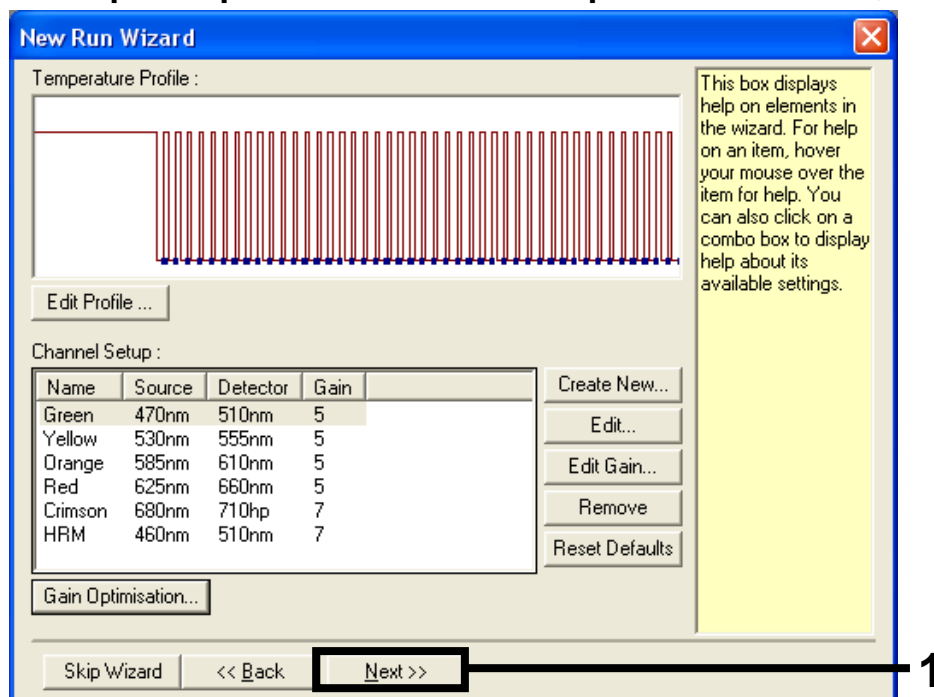 New Run Wizard
Temperature Profile :
This box displays
help on elements in
the wizard. For help
on an item, hover
your mouse over the
item for help. You
can also click on a
combo box to display
help about its
available settings.
Edit Profile ...
Channel Setup :
Name Source Detector Gain
Green 470nm 510nm 5
Yellow 530nm 555nm 5
Orange 585nm 610nm 5
Red 625nm 660nm 5
Crimson 680nm 710hp 7
HRM 460nm 510nm 7
Create New...
Edit...
Edit Gain...
Remove
Reset Defaults
Gain Optimisation...
Skip Wizard << Back Next >> 1